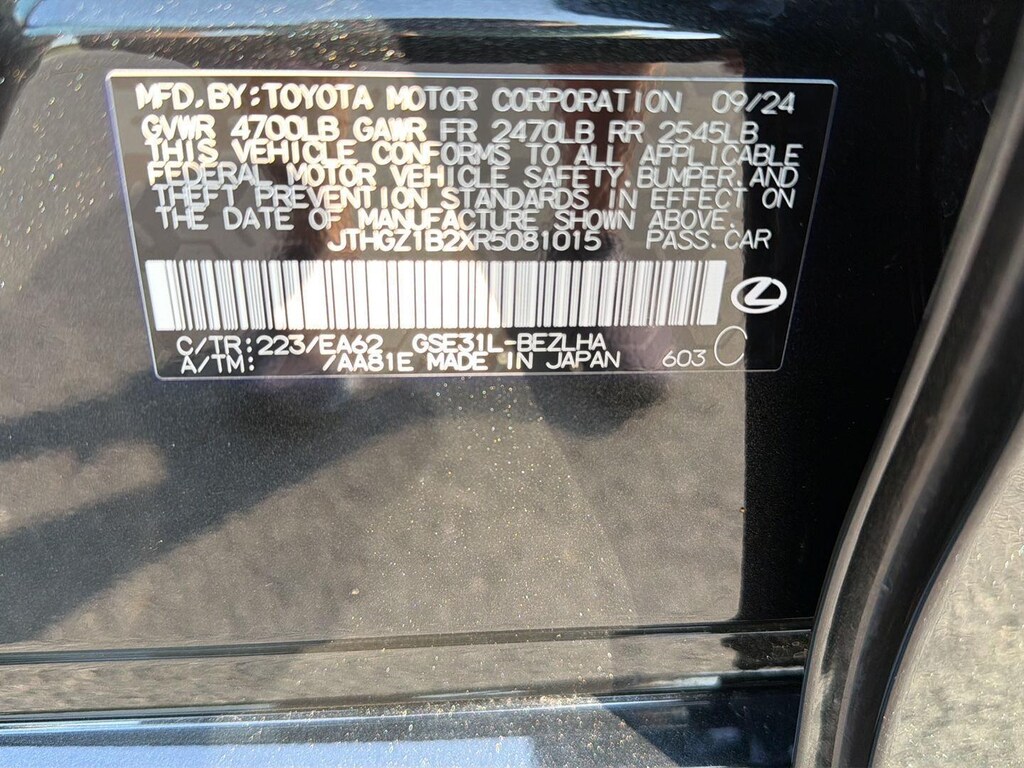 MFD. BY: TOYOTA MOTOR CORPORATION 09/24
GVWR 4700LB GAWR FR 2470LB RR 2545LB
THIS VEHICLE CONFORMS TO ALL APPLICABLE
FEDERAL MOTOR VEHICLE SAFETY, BUMPER, AND
THEFT PREVENTION STANDARDS IN EFFECT ON
THE DATE OF MANUFACTURE SHOWN ABOVE.
JTHGZ1B2XR5081015 PASS. CAR
C/TR: 223/EA62 GSE31L-BEZLHA
A/TM: /AA81E MADE IN JAPAN 603 C